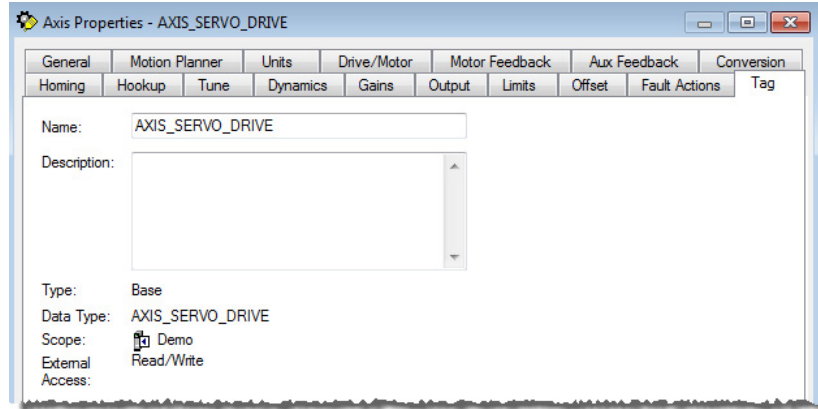 Axis Properties - AXIS_SERVO_DRIVE
General Motion Planner Units Drive/Motor Motor Feedback Aux Feedback Conversion
Homing Hookup Tune Dynamics Gains Output Limits Offset Fault Actions Tag
Name: AXIS_SERVO_DRIVE
Description:
Type: Base
Data Type: AXIS_SERVO_DRIVE
Scope: Demo
External Read/Write
Access: